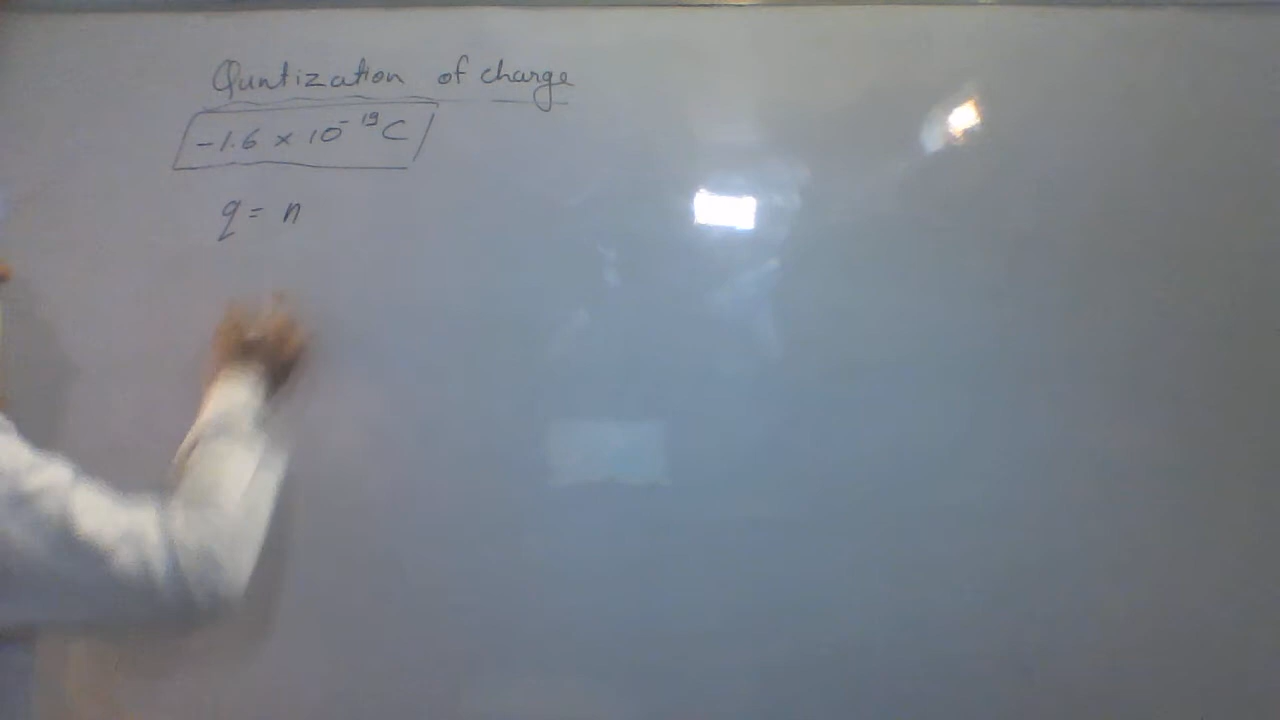 Quntization of charge
-1.6 × 10⁻¹⁹ C
q = n